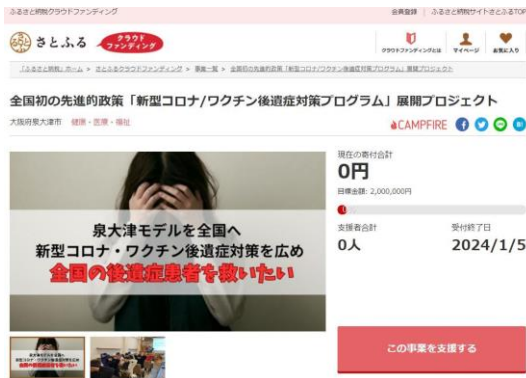 ふるさと納税クラウドファンディング
会員登録 | ふるさと納税サイトさとふるTOP
さとふる クラウドファンディング
クラウドファンディングとは マイページ お気に入り
「ふるさと納税」ホーム > さとふるクラウドファンディング > 事業一覧 > 全国初の先進的政策「新型コロナ/ワクチン後遺症対策プログラム」展開プロジェクト
全国初の先進的政策「新型コロナ/ワクチン後遺症対策プログラム」展開プロジェクト
大阪府泉大津市 健康・医療・福祉
CAMPFIRE
現在の寄付合計
0円
目標金額: 2,000,000円
支援者合計 受付終了日
0人 2024/1/5
泉大津モデルを全国へ
新型コロナ・ワクチン後遺症対策を広め
全国の後遺症患者を救いたい
この事業を支援する